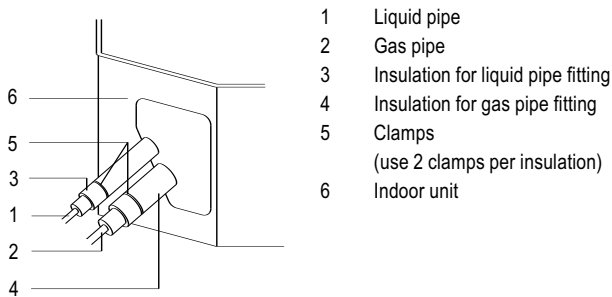 6
5
3
1
2
4
1 Liquid pipe
2 Gas pipe
3 Insulation for liquid pipe fitting
4 Insulation for gas pipe fitting
5 Clamps
(use 2 clamps per insulation)
6 Indoor unit